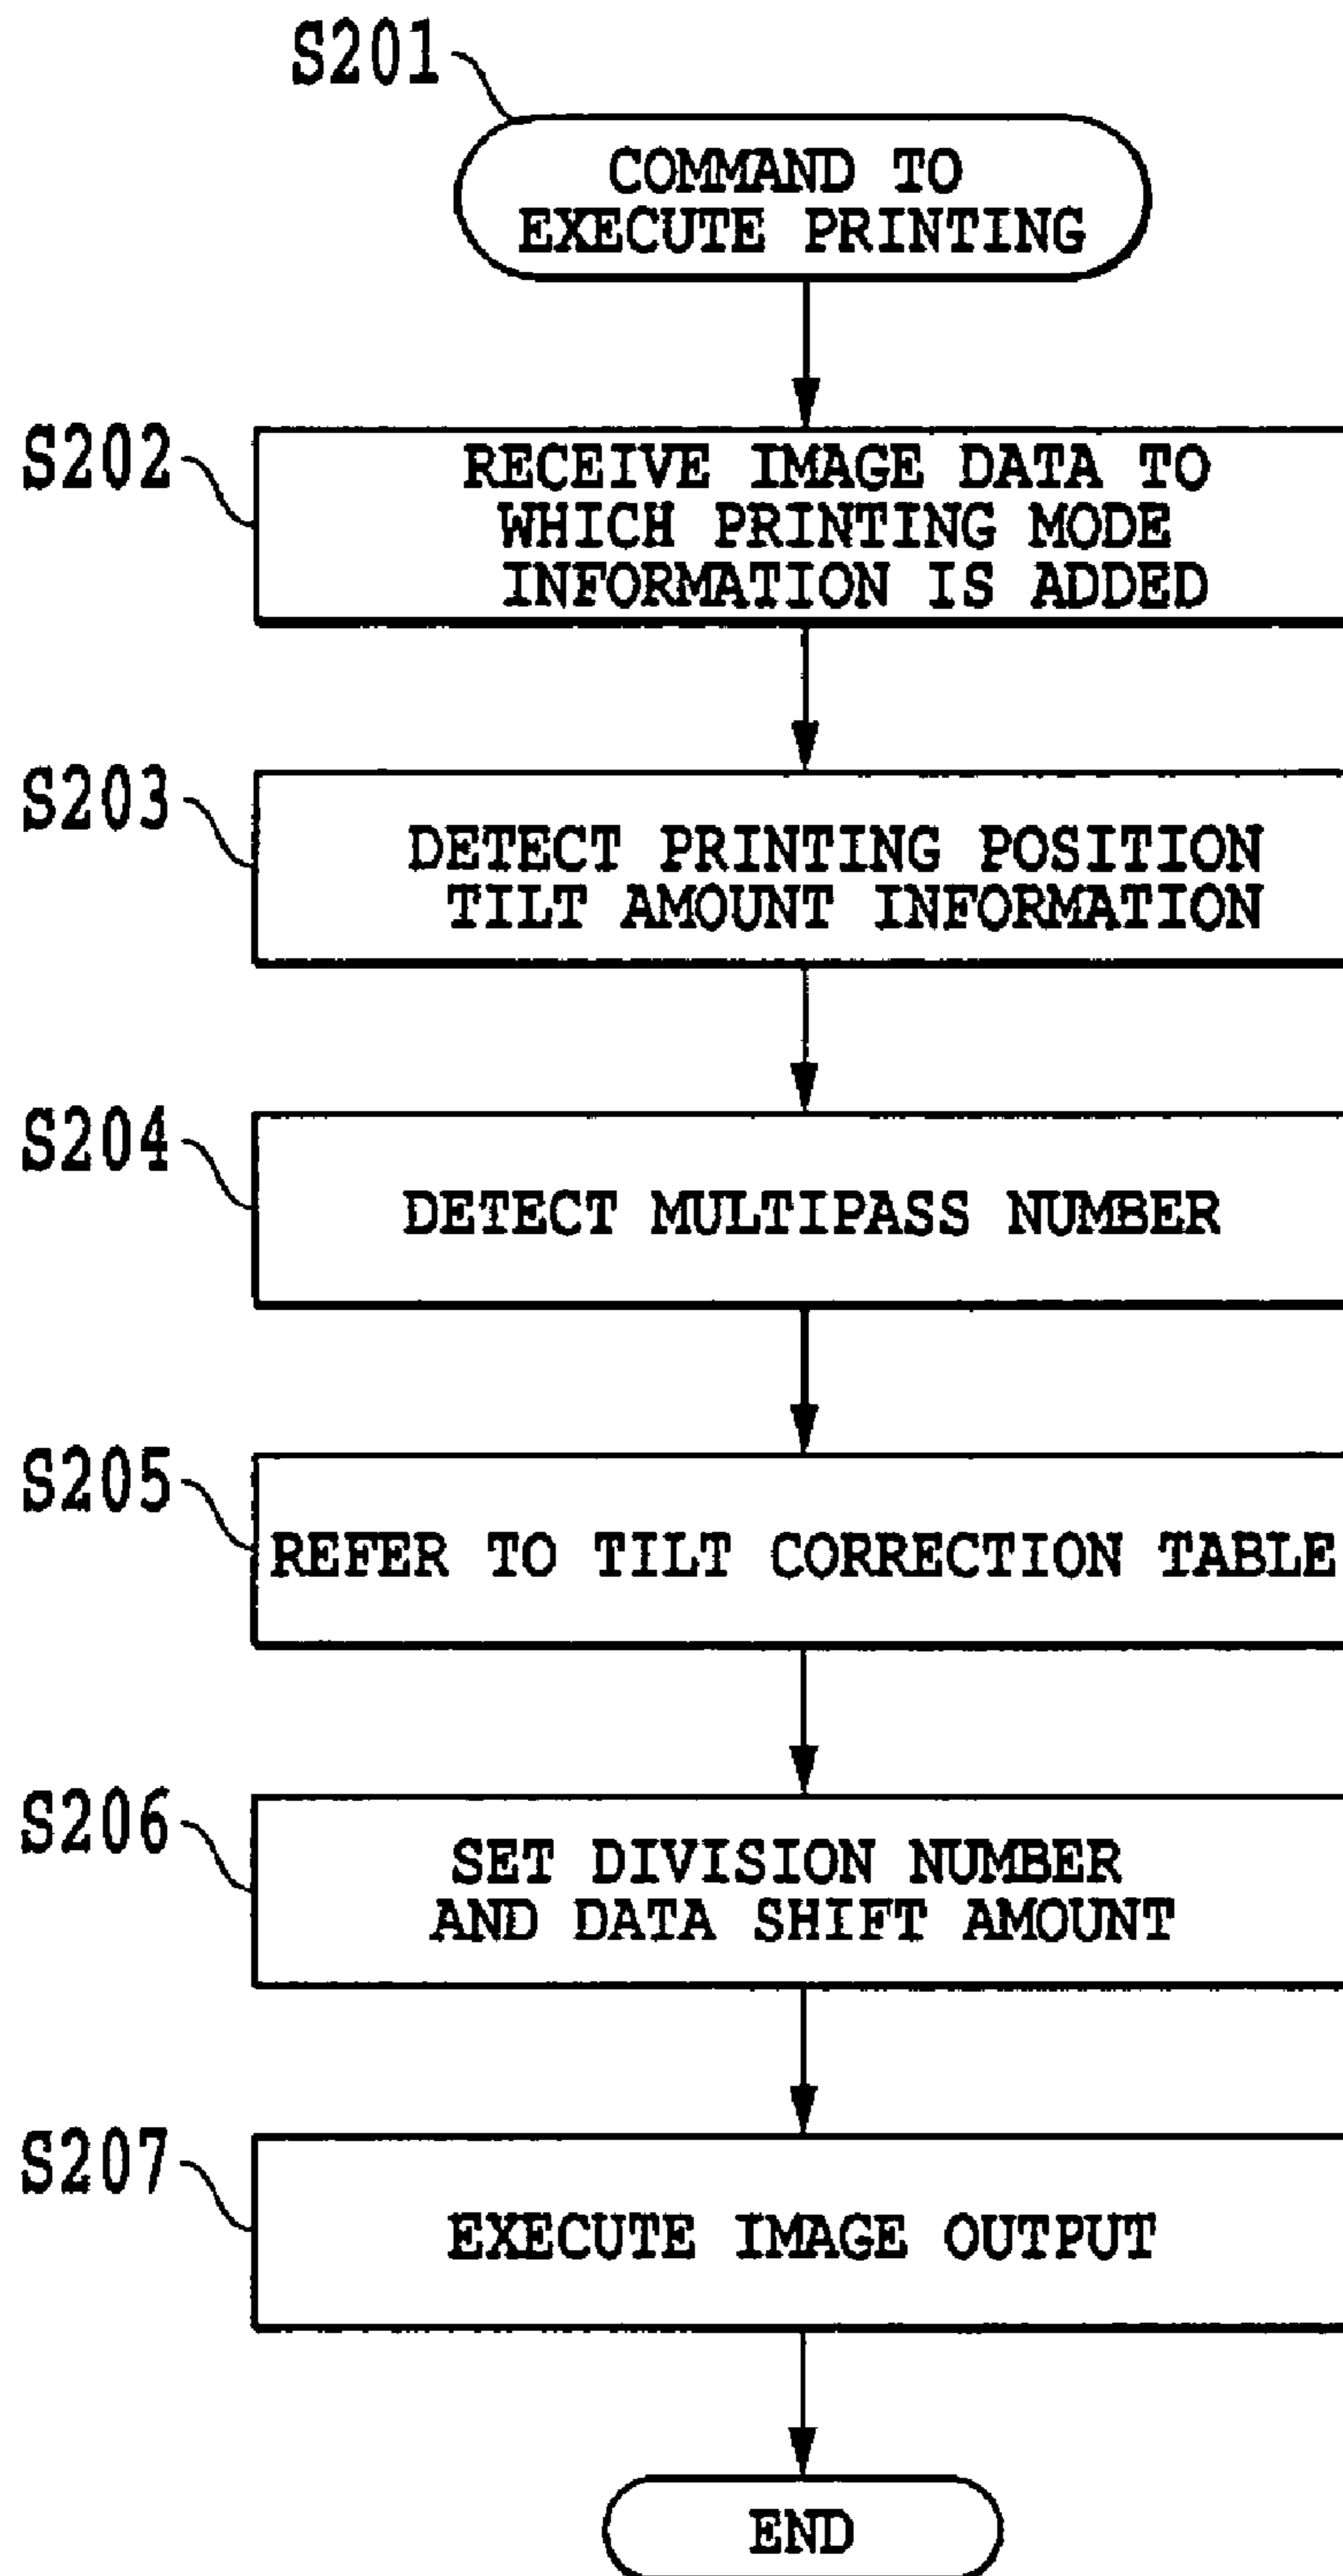 S201
COMMAND TO
EXECUTE PRINTING
S202
RECEIVE IMAGE DATA TO
WHICH PRINTING MODE
INFORMATION IS ADDED
S203
DETECT PRINTING POSITION
TILT AMOUNT INFORMATION
S204
DETECT MULTIPASS NUMBER
S205
REFER TO TILT CORRECTION TABLE
S206
SET DIVISION NUMBER
AND DATA SHIFT AMOUNT
S207
EXECUTE IMAGE OUTPUT
END